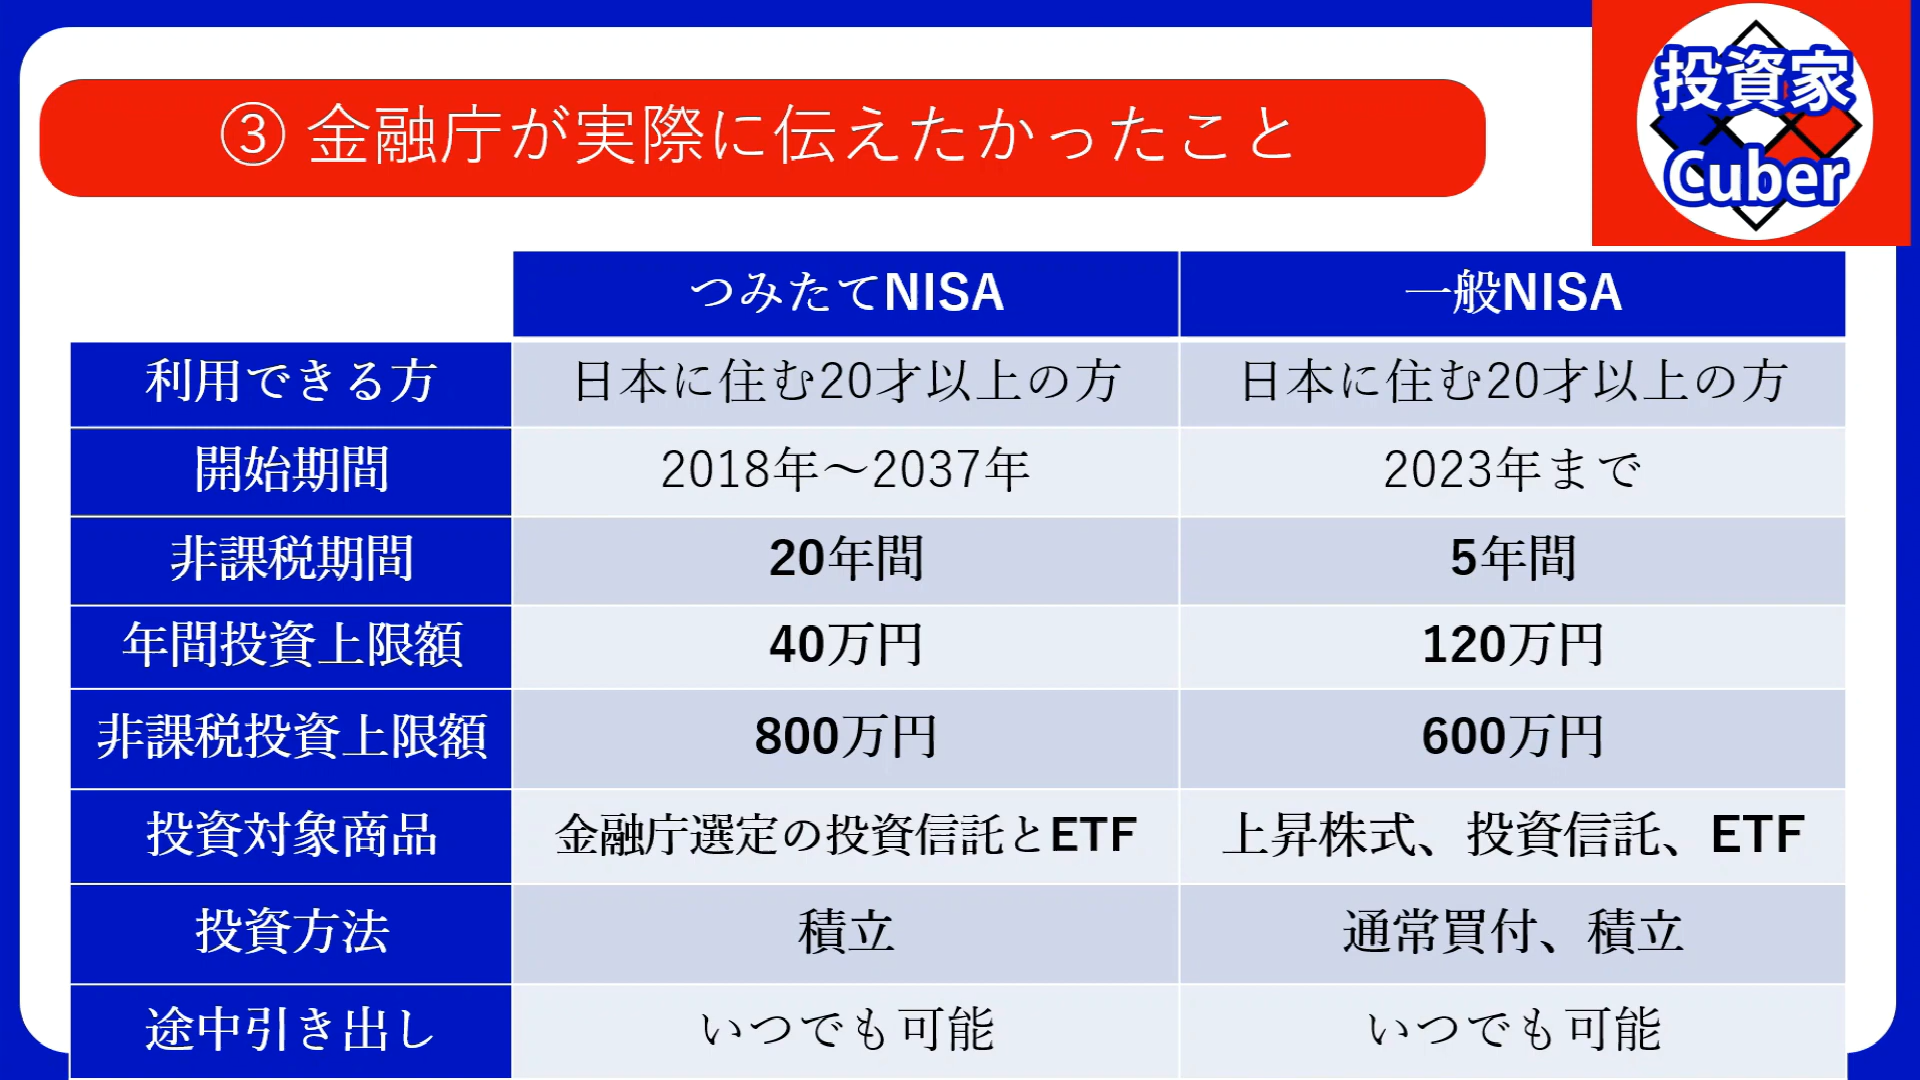 ③ 金融庁が実際に伝えたかったこと
投資家
Cuber
つみたてNISA 一般NISA
利用できる方 日本に住む20才以上の方 日本に住む20才以上の方
開始期間 2018年～2037年 2023年まで
非課税期間 20年間 5年間
年間投資上限額 40万円 120万円
非課税投資上限額 800万円 600万円
投資対象商品 金融庁選定の投資信託とETF 上昇株式、投資信託、ETF
投資方法 積立 通常買付、積立
途中引き出し いつでも可能 いつでも可能